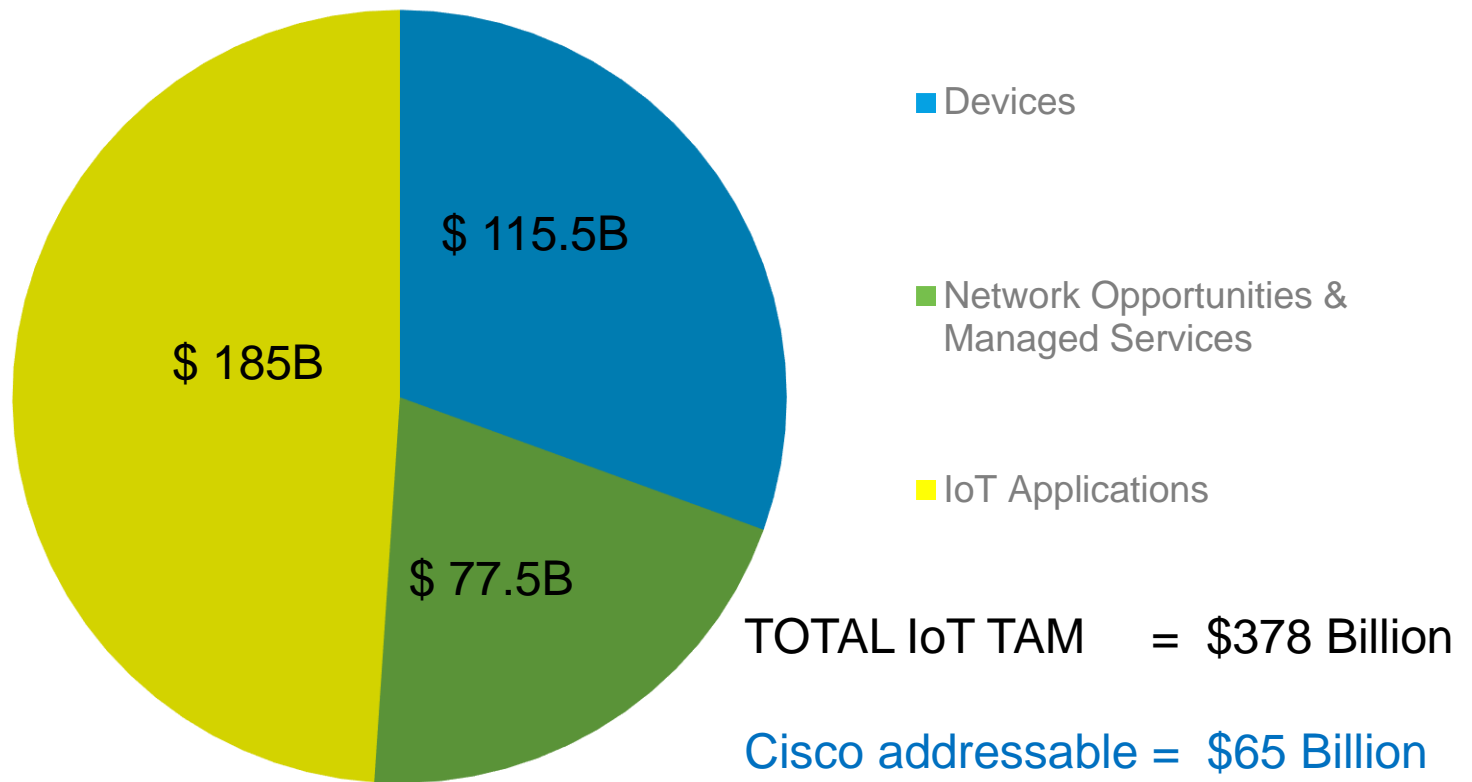 Devices
$ 115.5B
Network Opportunities &
Managed Services
$ 185B
IoT Applications
$ 77.5B
TOTAL IoT TAM = $378 Billion
Cisco addressable = $65 Billion